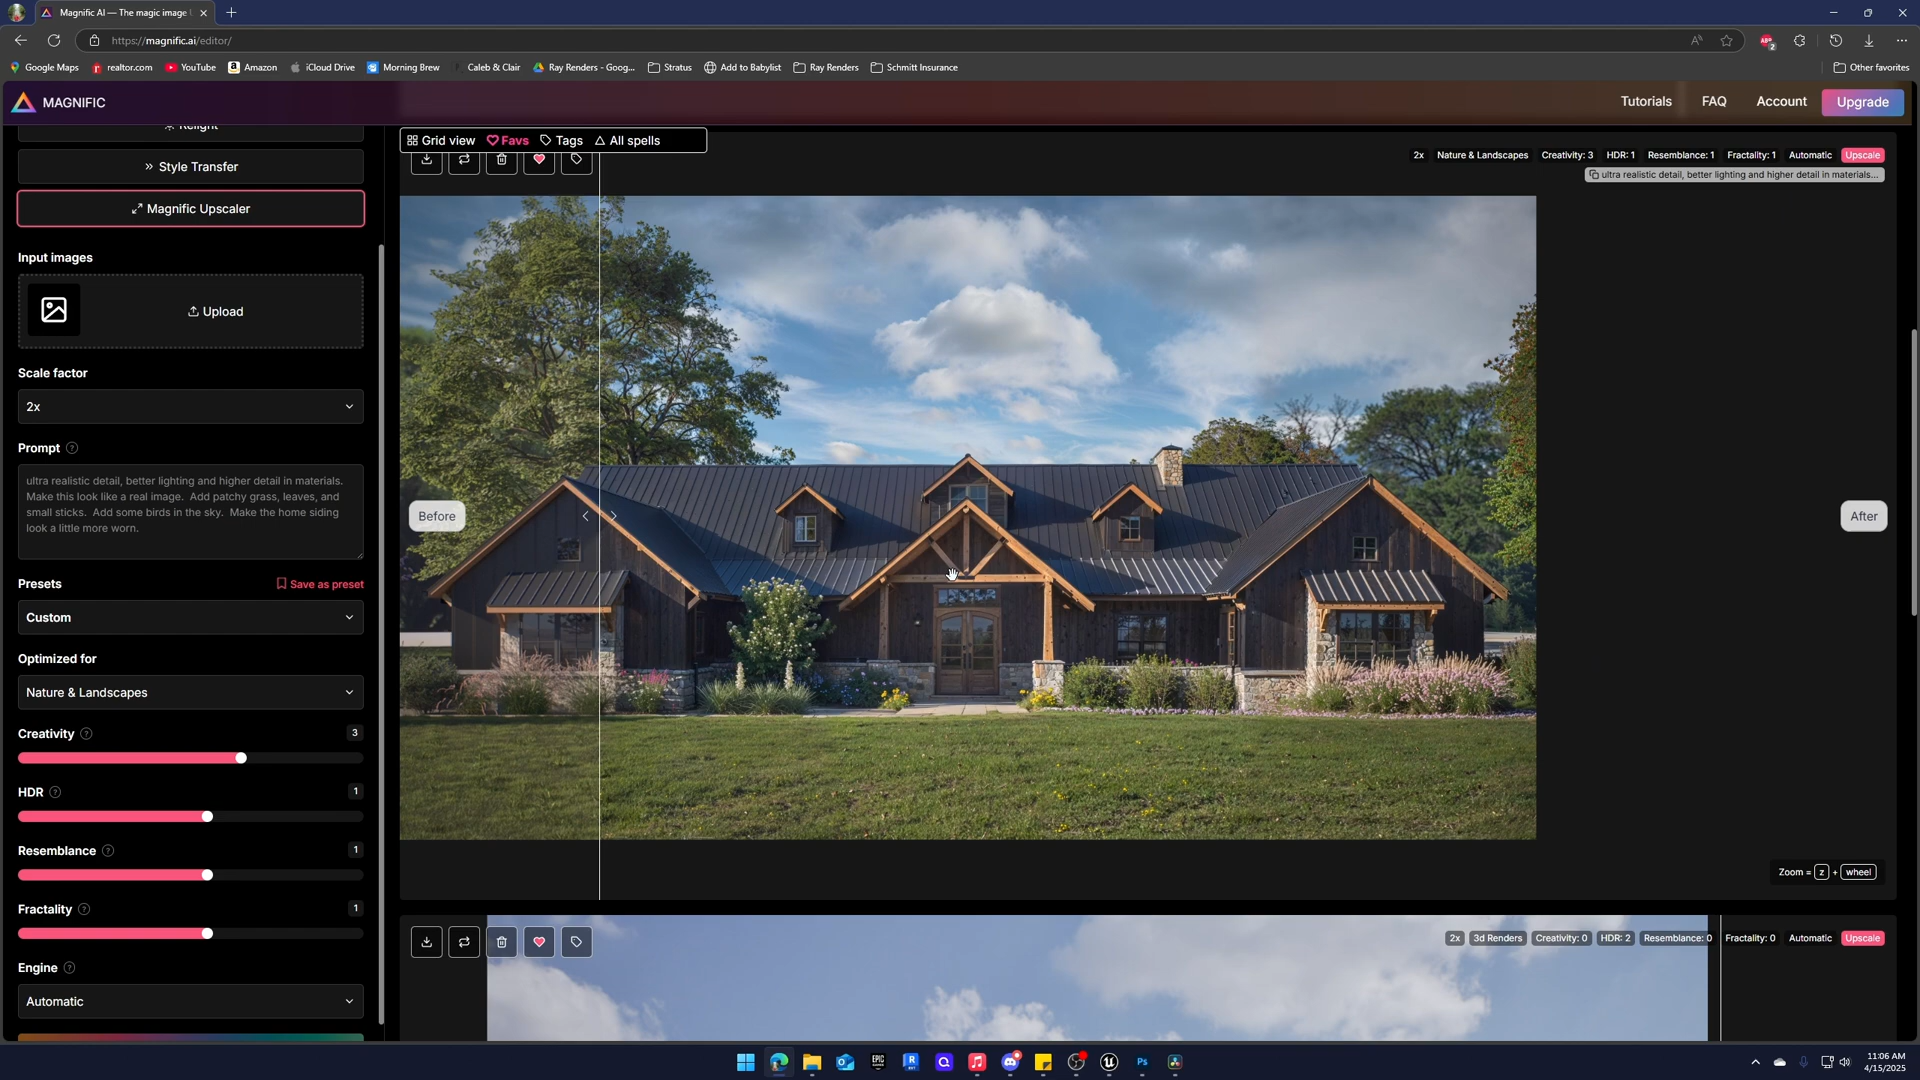 Magnific AI — The magic image U
https://magnific.ai/editor/
Google Maps
realtor.com
YouTube
Amazon
iCloud Drive
Morning Brew
Caleb & Clair
Ray Renders - Goog...
Stratus
Add to Babylist
Ray Renders
Schmitt Insurance
Other favorites
MAGNIFIC
Tutorials
FAQ
Account
Upgrade
Relight
Style Transfer
Magnific Upscaler
Input images
Upload
Scale factor
2x
Prompt
ultra realistic detail, better lighting and higher detail in materials.
Make this look like a real image. Add patchy grass, leaves, and
small sticks. Add some birds in the sky. Make the home siding
look a little more worn.
Presets
Save as preset
Custom
Optimized for
Nature & Landscapes
Creativity
3
HDR
1
Resemblance
1
Fractality
1
Engine
Automatic
Grid view
Favs
Tags
All spells
2x
Nature & Landscapes
Creativity: 3
HDR: 1
Resemblance: 1
Fractality: 1
Automatic
Upscale
ultra realistic detail, better lighting and higher detail in materials...
Before
After
Zoom = z + wheel
2x
3d Renders
Creativity: 0
HDR: 2
Resemblance: 0
Fractality: 0
Automatic
Upscale
11:06 AM
4/15/2025